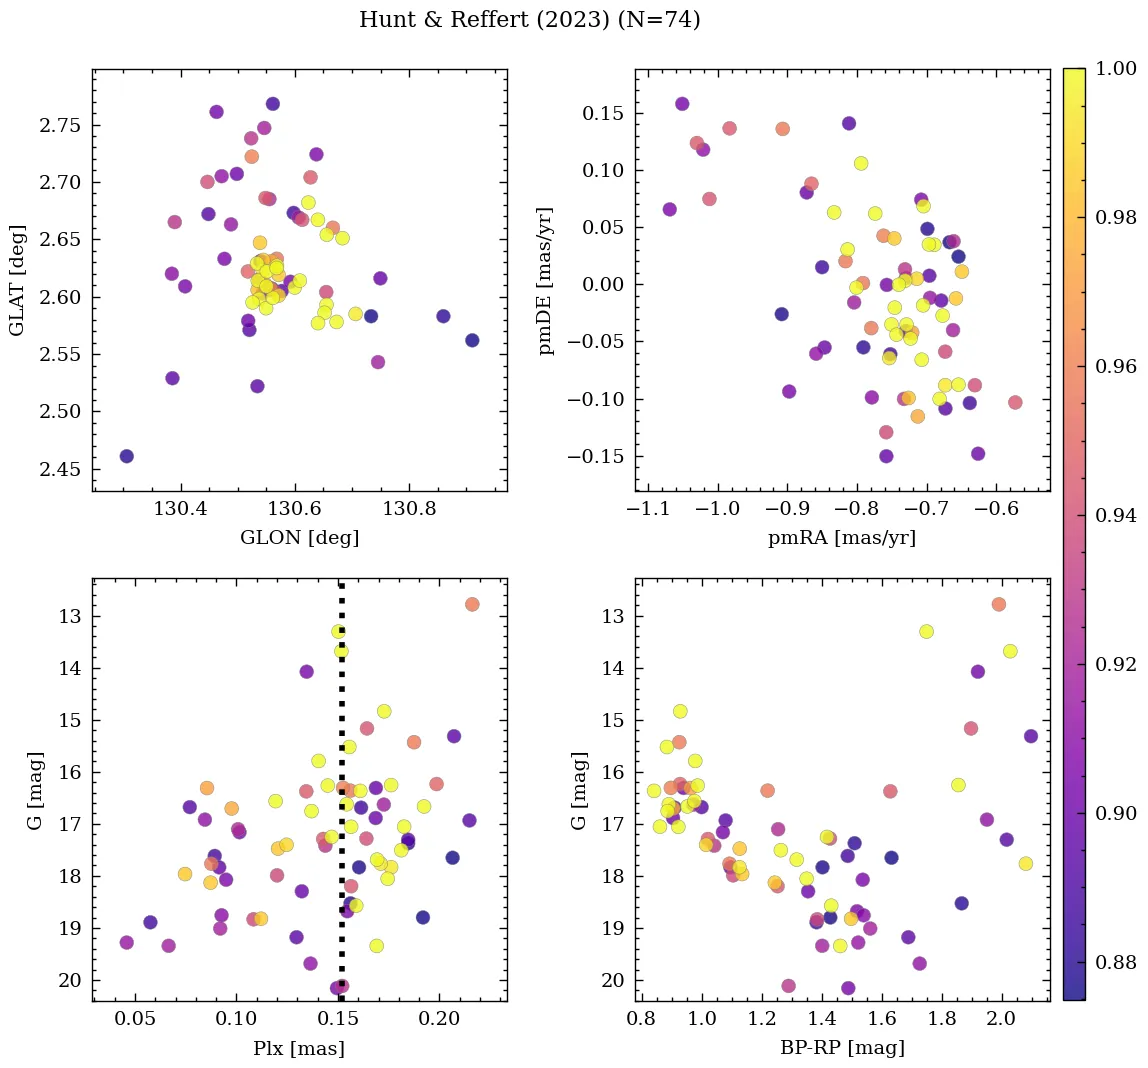 Hunt & Reffert (2023) (N=74)
2.75
2.70
2.65
2.60
2.55
2.50
2.45
GLAT [deg]
130.4 130.6 130.8
GLON [deg]
0.15
0.10
0.05
0.00
−0.05
−0.10
−0.15
pmDE [mas/yr]
−1.1 −1.0 −0.9 −0.8 −0.7 −0.6
pmRA [mas/yr]
13
14
15
16
17
18
19
20
G [mag]
0.05 0.10 0.15 0.20
Plx [mas]
13
14
15
16
17
18
19
20
G [mag]
0.8 1.0 1.2 1.4 1.6 1.8 2.0
BP-RP [mag]
1.00
0.98
0.96
0.94
0.92
0.90
0.88